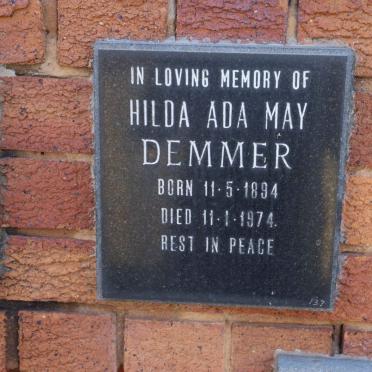 IN LOVING MEMORY OF
HILDA ADA MAY
DEMMER
BORN 11·5·1894
DIED 11·1·1974.
REST IN PEACE
137